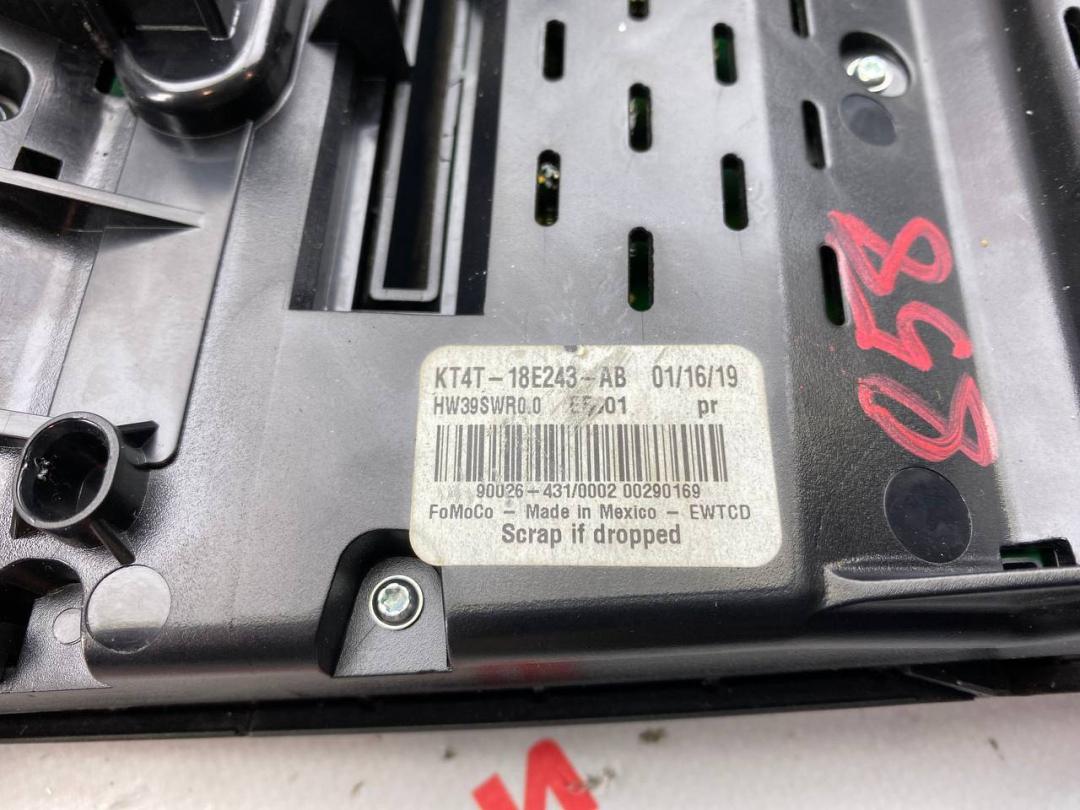 KT4T-18E243-AB 01/16/19
HW39SWR0.0 pr
90026-431/0002 00290169
FoMoCo - Made in Mexico - EWTCD
Scrap if dropped
858